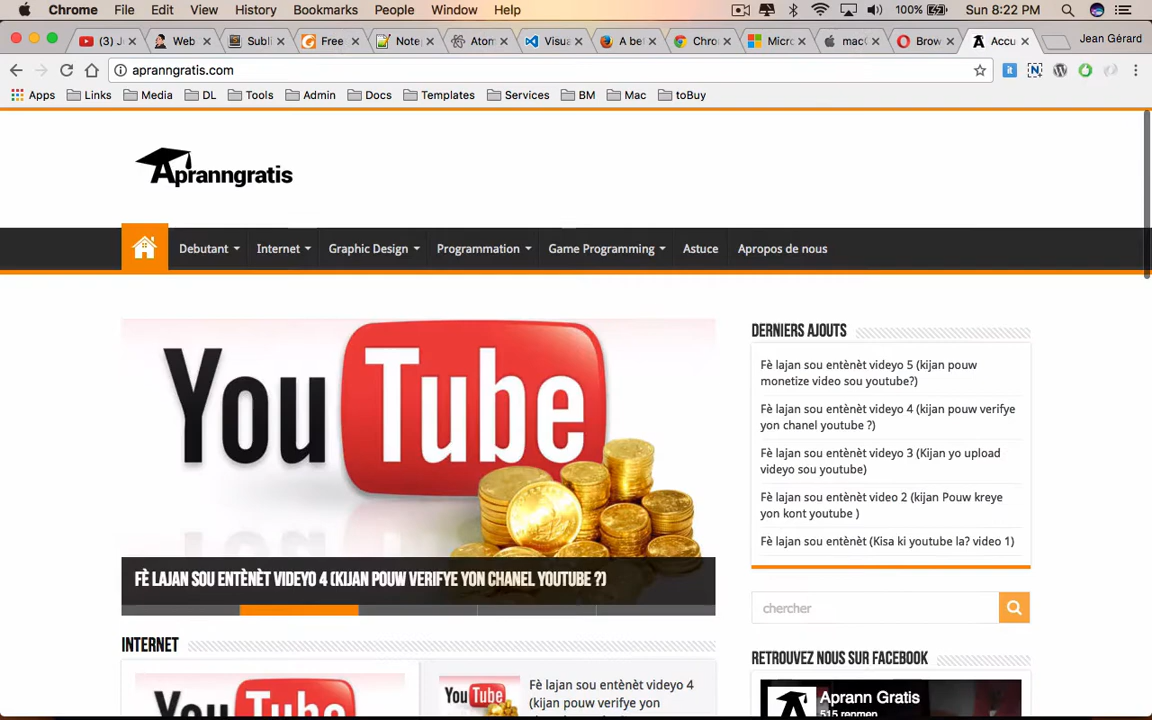 Chrome File Edit View History Bookmarks People Window Help 100% Sun 8:22 PM
(3) J Web Subli Free Note Atom Visua A be Chro Micro mac Brow Accu Jean Gérard
apranngratis.com
Apps Links Media DL Tools Admin Docs Templates Services BM Mac toBuy
Apranngratis
Debutant Internet Graphic Design Programmation Game Programming Astuce Apropos de nous
YouTube
FÈ LAJAN SOU ENTÈNÈT VIDEYO 4 (KIJAN POUW VERIFYE YON CHANEL YOUTUBE ?)
DERNIERS AJOUTS
Fè lajan sou entènèt videyo 5 (kijan pouw
monetize video sou youtube?)
Fè lajan sou entènèt videyo 4 (kijan pouw verifye
yon chanel youtube ?)
Fè lajan sou entènèt videyo 3 (Kijan yo upload
videyo sou youtube)
Fè lajan sou entènèt video 2 (kijan Pouw kreye
yon kont youtube )
Fè lajan sou entènèt (Kisa ki youtube la? video 1)
chercher
INTERNET
YouTube
YouTube
Fè lajan sou entènèt videyo 4
(kijan pouw verifye yon
RETROUVEZ NOUS SUR FACEBOOK
Aprann Gratis